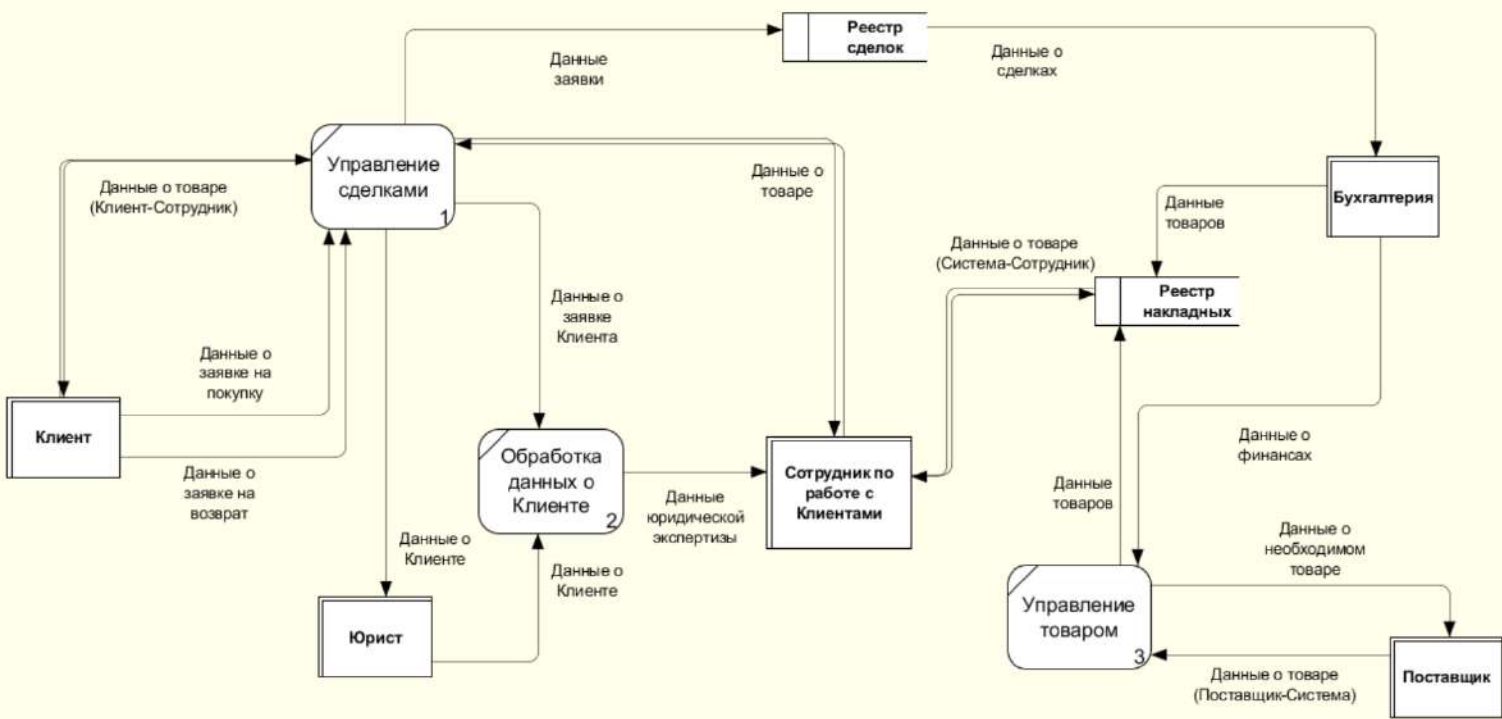 Реестр
сделок
Данные
заявки
Данные о
сделках
Управление
сделками
1
Данные о товаре
(Клиент-Сотрудник)
Данные о
товаре
Бухгалтерия
Данные
товаров
Данные о товаре
(Система-Сотрудник)
Реестр
накладных
Данные о
заявке
Клиента
Данные о
заявке на
покупку
Клиент
Данные о
заявке на
возврат
Обработка
данных о
Клиенте
2
Данные
юридической
экспертизы
Сотрудник по
работе с
Клиентами
Данные о
финансах
Данные
товаров
Данные о
необходимом
товаре
Данные о
Клиенте
Данные о
Клиенте
Юрист
Управление
товаром
3
Данные о товаре
(Поставщик-Система)
Поставщик